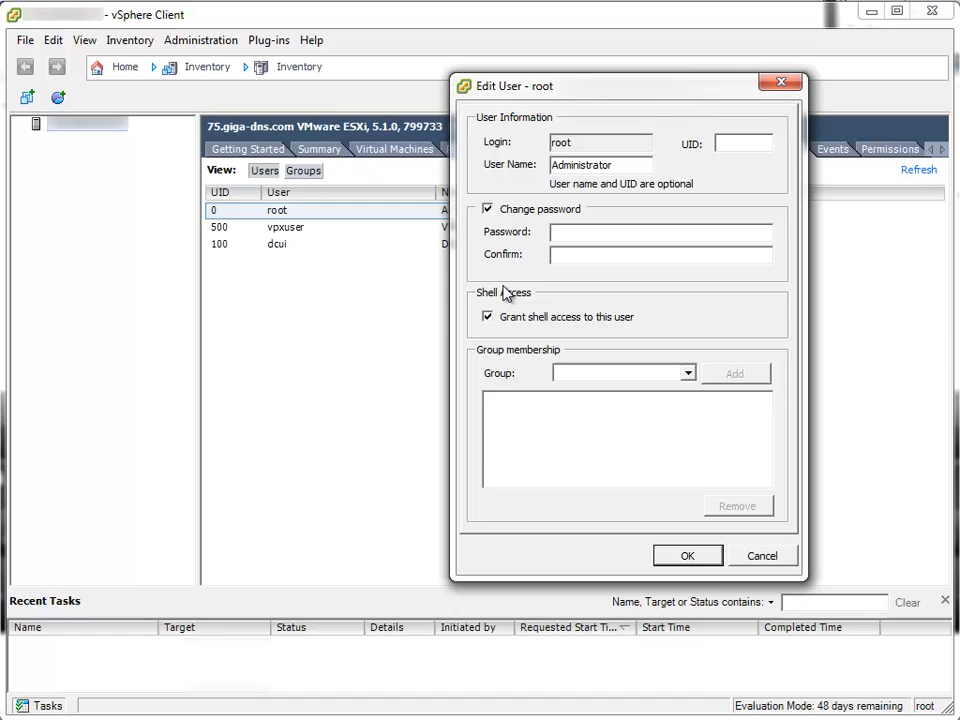 - vSphere Client
File Edit View Inventory Administration Plug-ins Help
Home Inventory Inventory
75.giga-dns.com VMware ESXi, 5.1.0, 799733
Getting Started Summary Virtual Machines Events Permissions
View: Users Groups Refresh
UID User
0 root
500 vpxuser
100 dcui
Edit User - root
User Information
Login: root UID:
User Name: Administrator
User name and UID are optional
Change password
Password:
Confirm:
Shell Access
Grant shell access to this user
Group membership
Group: Add
Remove
OK Cancel
Recent Tasks Name, Target or Status contains: Clear
Name Target Status Details Initiated by Requested Start Ti... Start Time Completed Time
Tasks Evaluation Mode: 48 days remaining root